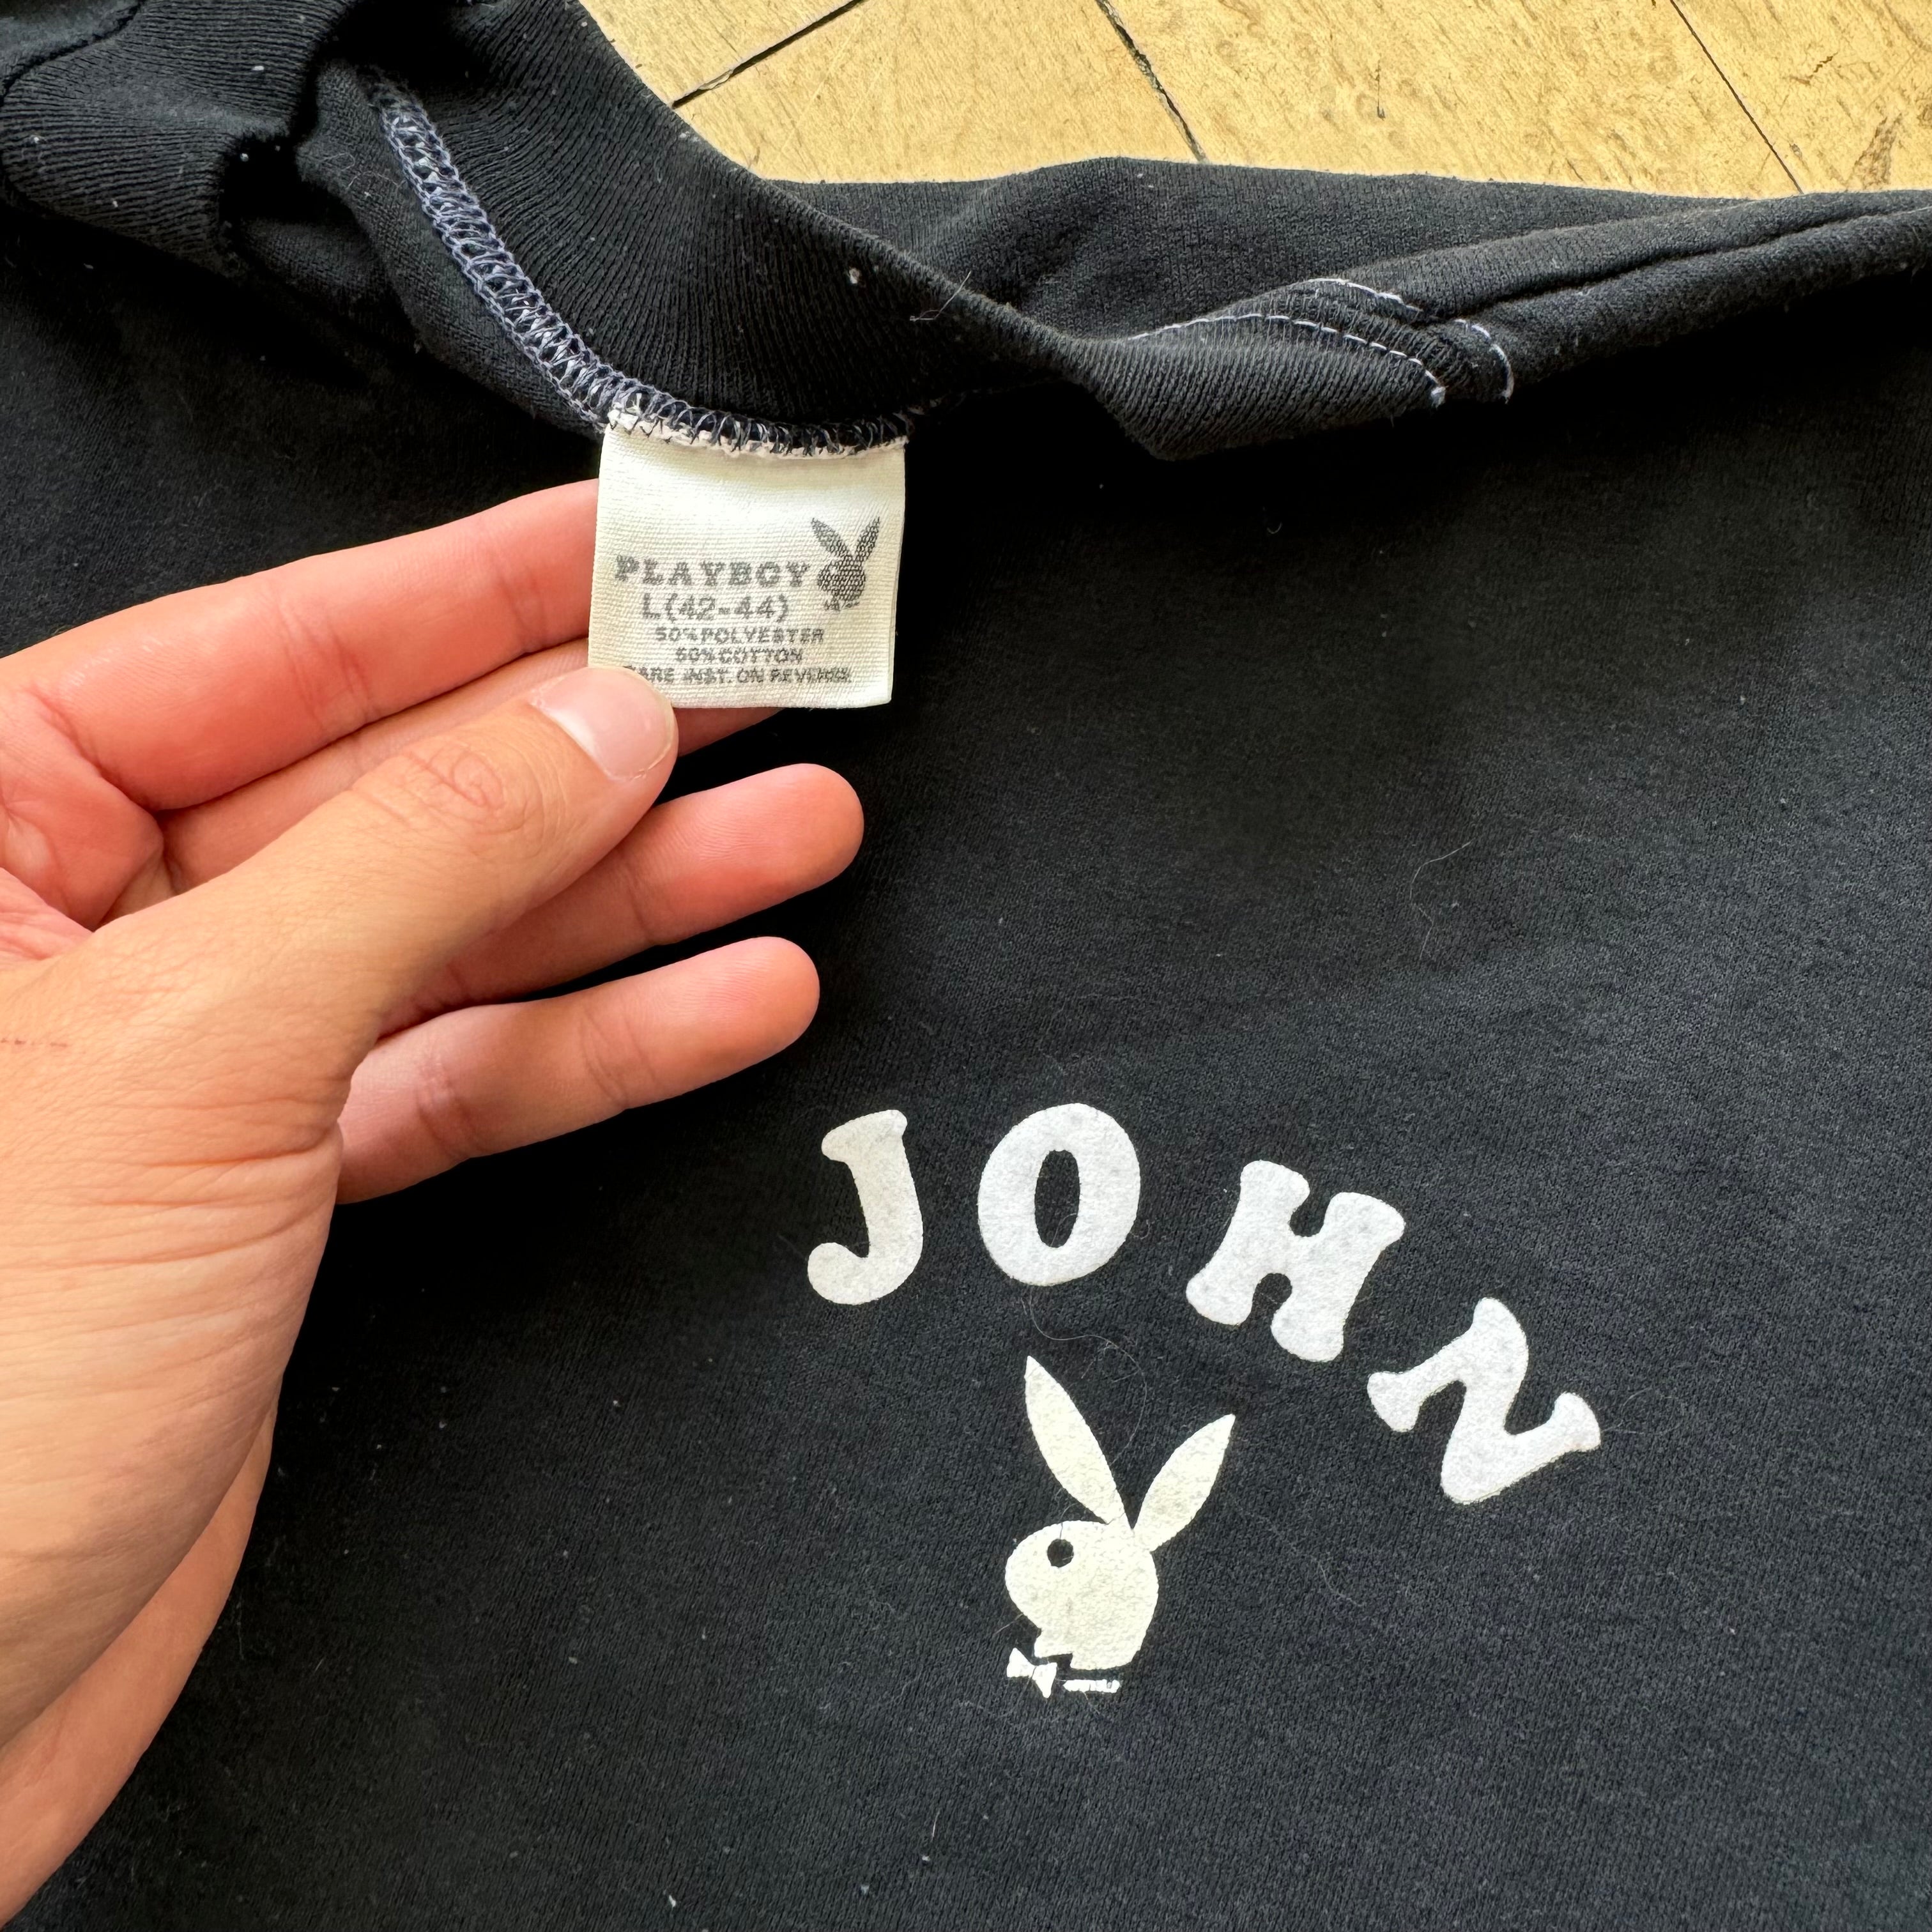 PLAYBOY
L(42-44)
50% POLYESTER
50% COTTON
CARE INST. ON REVERSE
JOHN